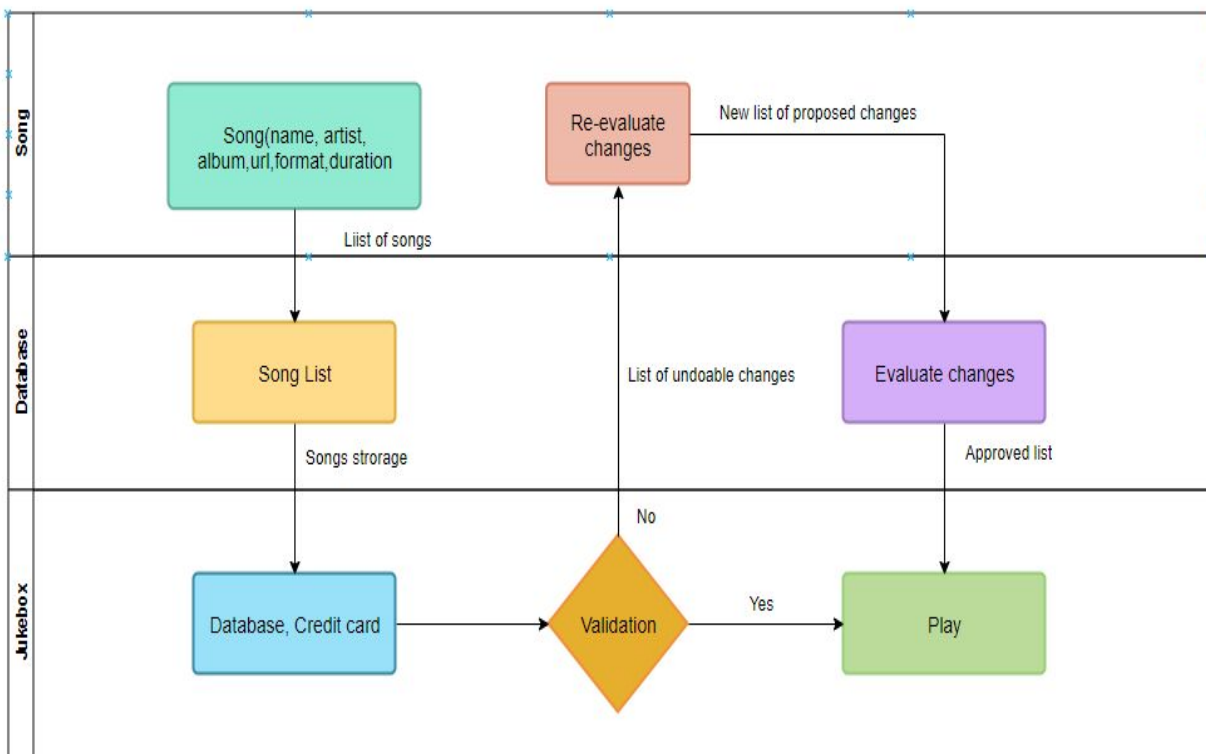 Song
Song(name, artist,
album,url,format,duration
Re-evaluate
changes
New list of proposed changes
Liist of songs
Database
Song List
List of undoable changes
Evaluate changes
Songs strorage
Approved list
Jukebox
No
Database, Credit card
Validation
Yes
Play